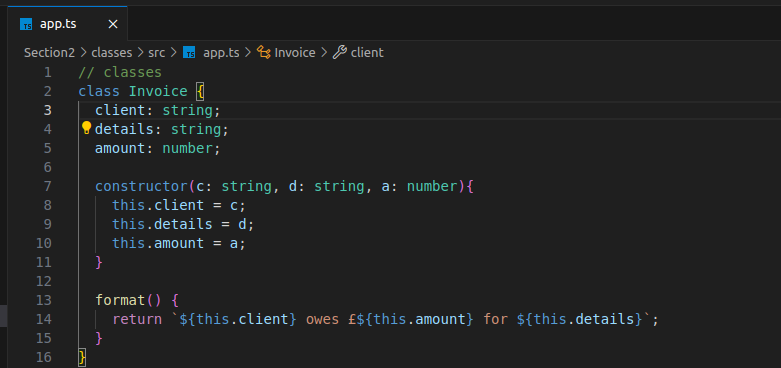 TS app.ts ×
Section2 > classes > src > TS app.ts > Invoice > client
1 // classes
2 class Invoice {
3   client: string;
4   details: string;
5   amount: number;
6
7   constructor(c: string, d: string, a: number){
8     this.client = c;
9     this.details = d;
10     this.amount = a;
11   }
12
13   format() {
14     return `${this.client} owes £${this.amount} for ${this.details}`;
15   }
16 }